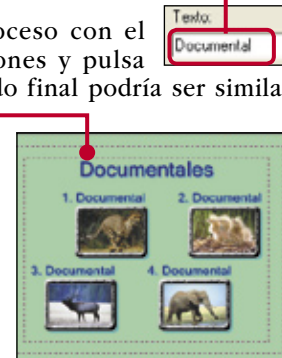 Texto:
Documental
oceso con el
ones y pulsa
do final podría ser simila
Documentales
1. Documental
2. Documental
3. Documental
4. Documental